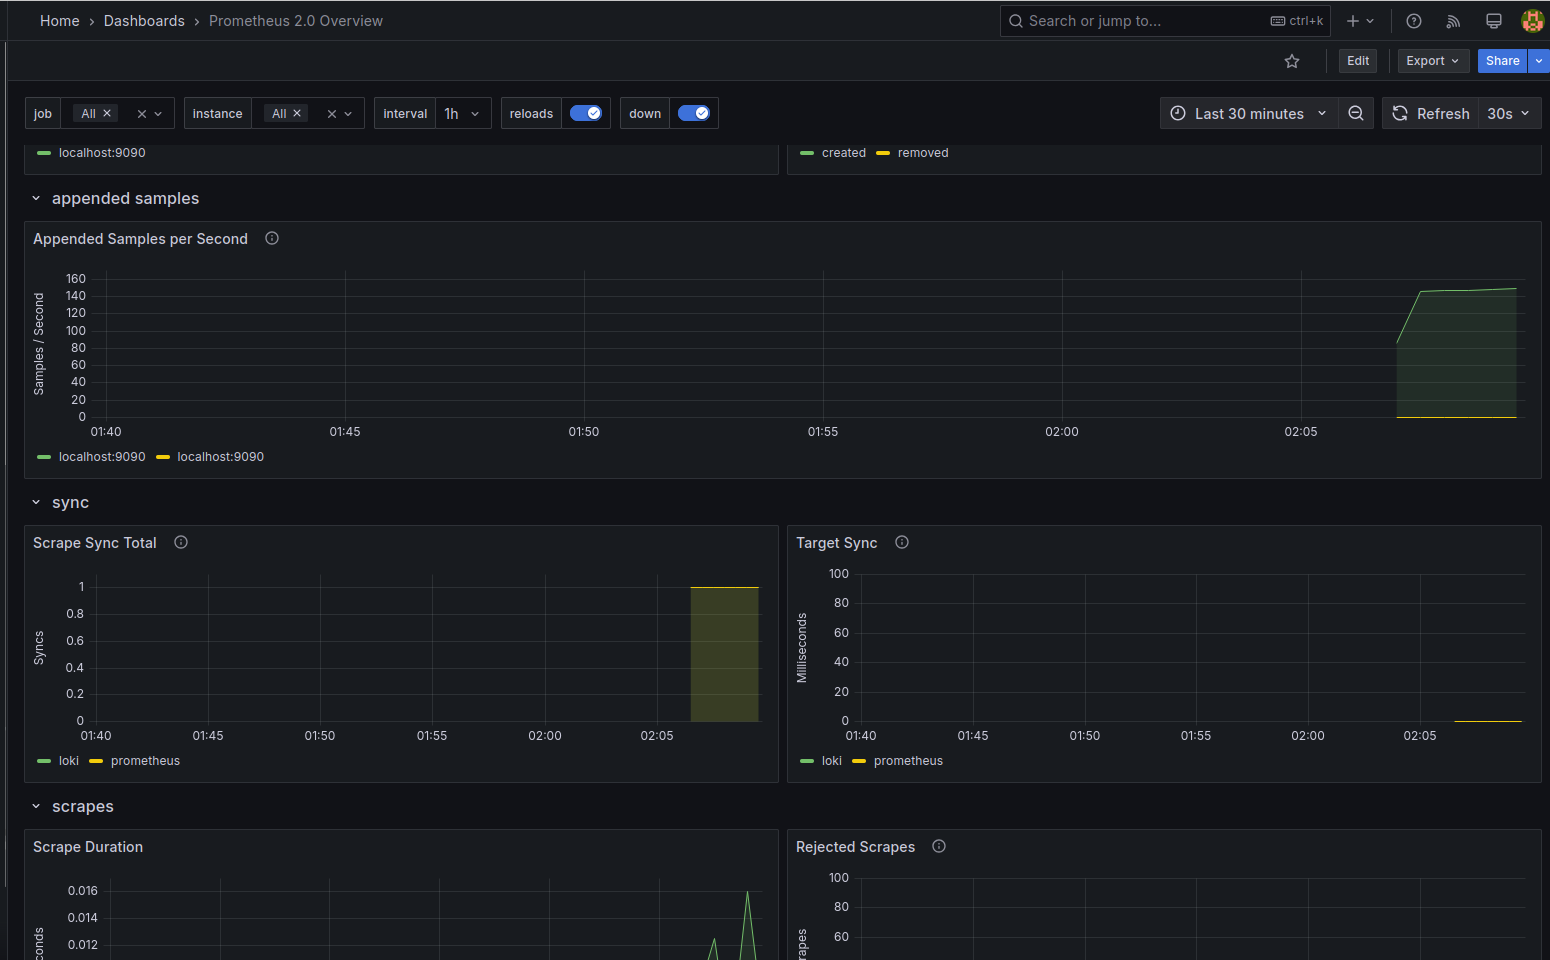 Home › Dashboards › Prometheus 2.0 Overview Search or jump to... ctrl+k
Edit Export Share
job All instance All interval 1h reloads down Last 30 minutes Refresh 30s
localhost:9090 created removed
appended samples
Appended Samples per Second
Samples / Second
160
140
120
100
80
60
40
20
0
01:40 01:45 01:50 01:55 02:00 02:05
localhost:9090 localhost:9090
sync
Scrape Sync Total
Syncs
1
0.8
0.6
0.4
0.2
0
01:40 01:45 01:50 01:55 02:00 02:05
loki prometheus
Target Sync
Milliseconds
100
80
60
40
20
0
01:40 01:45 01:50 01:55 02:00 02:05
loki prometheus
scrapes
Scrape Duration
conds
0.016
0.014
0.012
Rejected Scrapes
rapes
100
80
60